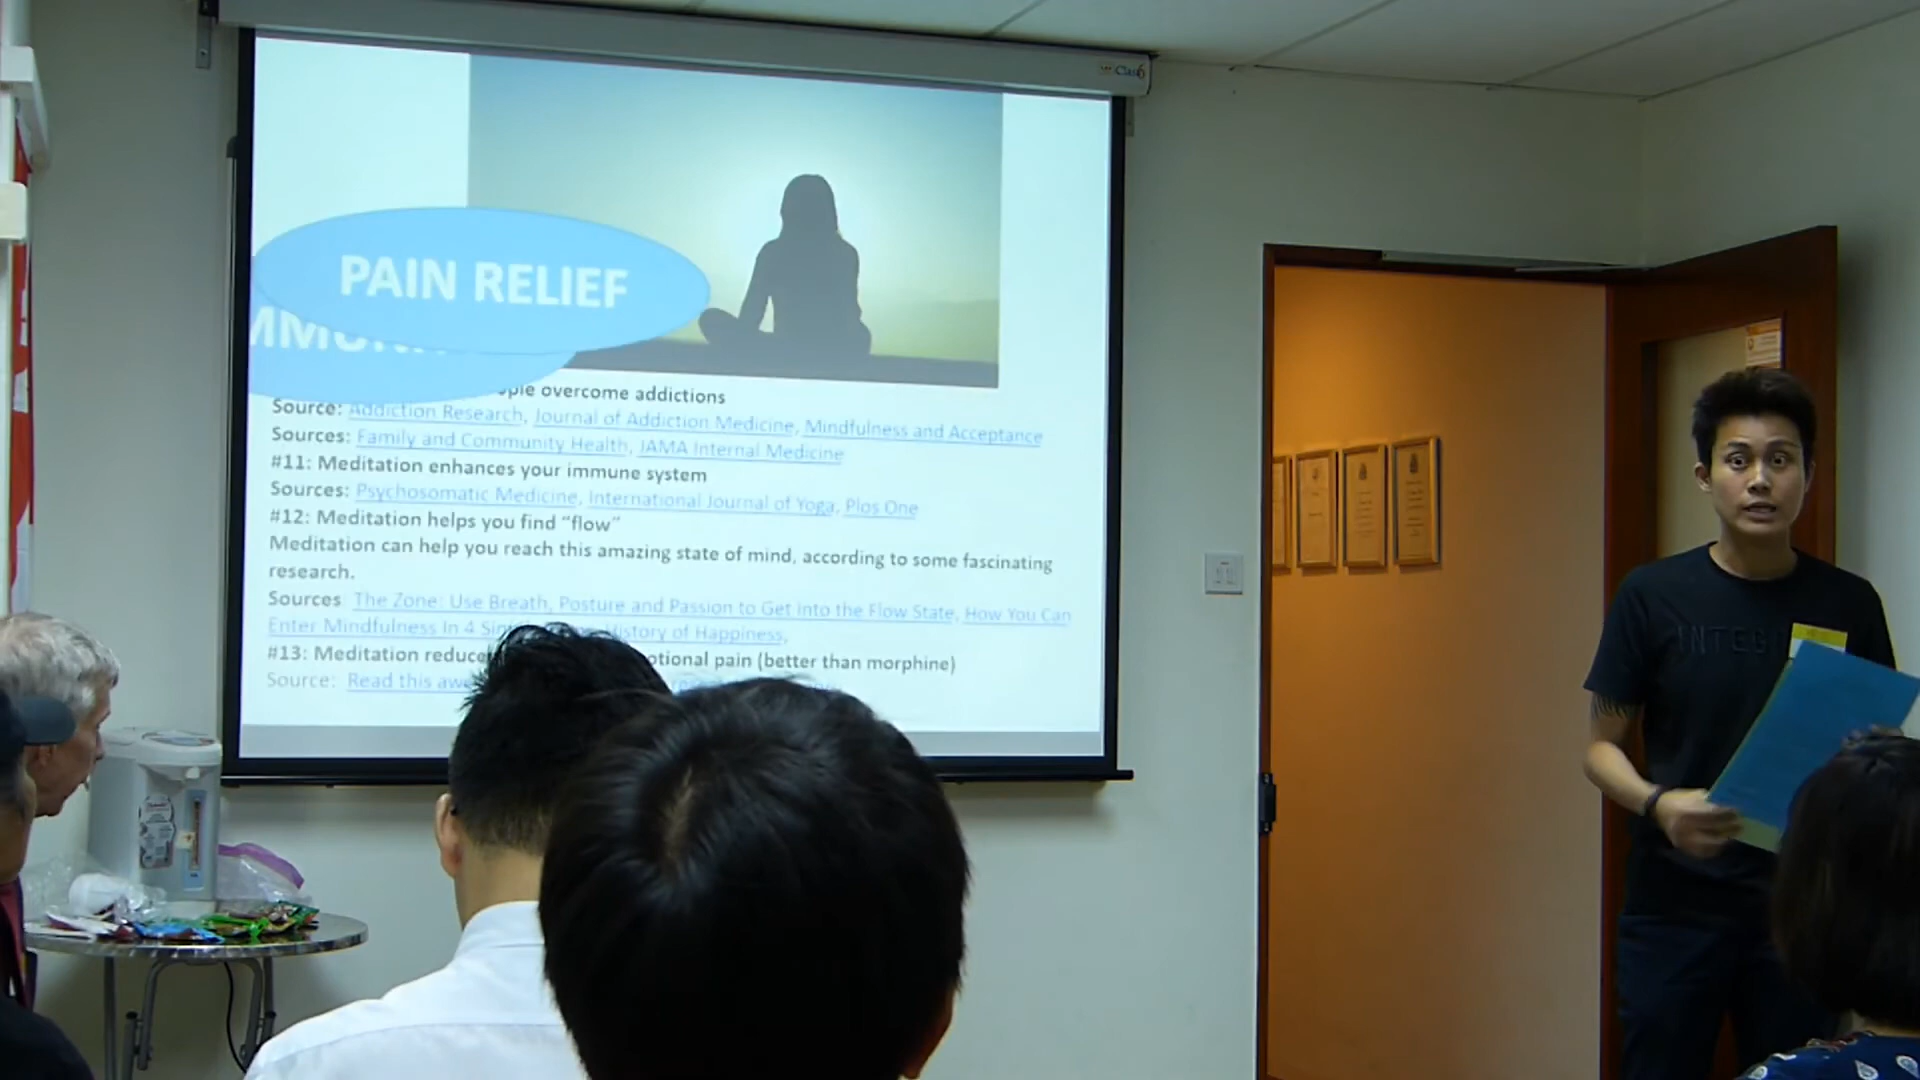 PAIN RELIEF
overcome addictions
Source: Addiction Research, Journal of Addiction Medicine, Mindfulness and Acceptance
Sources: Family and Community Health, JAMA Internal Medicine
#11: Meditation enhances your immune system
Sources: Psychosomatic Medicine, International Journal of Yoga, Plos One
#12: Meditation helps you find “flow”
Meditation can help you reach this amazing state of mind, according to some fascinating
research.
Sources: The Zone: Use Breath, Posture and Passion to Get Into the Flow State, How You Can
Enter Mindfulness In 4 History of Happiness,
#13: Meditation pain (better than morphine)
Source: Read this